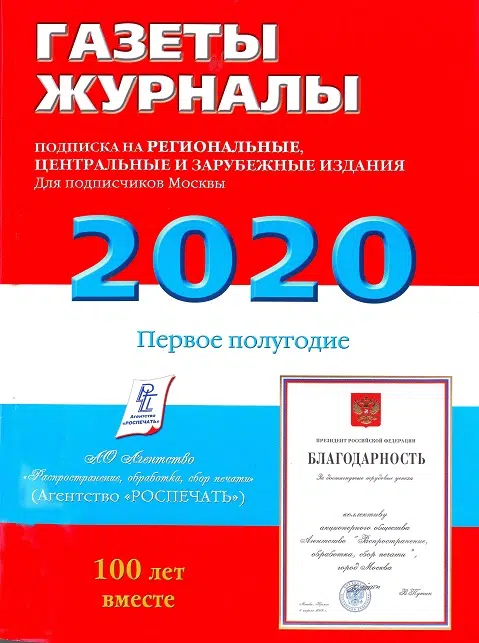 ГАЗЕТЫ
ЖУРНАЛЫ
ПОДПИСКА НА РЕГИОНАЛЬНЫЕ,
ЦЕНТРАЛЬНЫЕ И ЗАРУБЕЖНЫЕ ИЗДАНИЯ
Для подписчиков Москвы
2020
Первое полугодие
Агентство
«РОСПЕЧАТЬ»
АО Агентство
«Распространение, обработка, сбор печати»
(Агентство «РОСПЕЧАТЬ»)
100 лет
вместе
ПРЕЗИДЕНТ РОССИЙСКОЙ ФЕДЕРАЦИИ
БЛАГОДАРНОСТЬ
За достигнутые трудовые успехи
коллективу
акционерного общества
Агентство "Распространение,
обработка, сбор печати",
город Москва
В.Путин